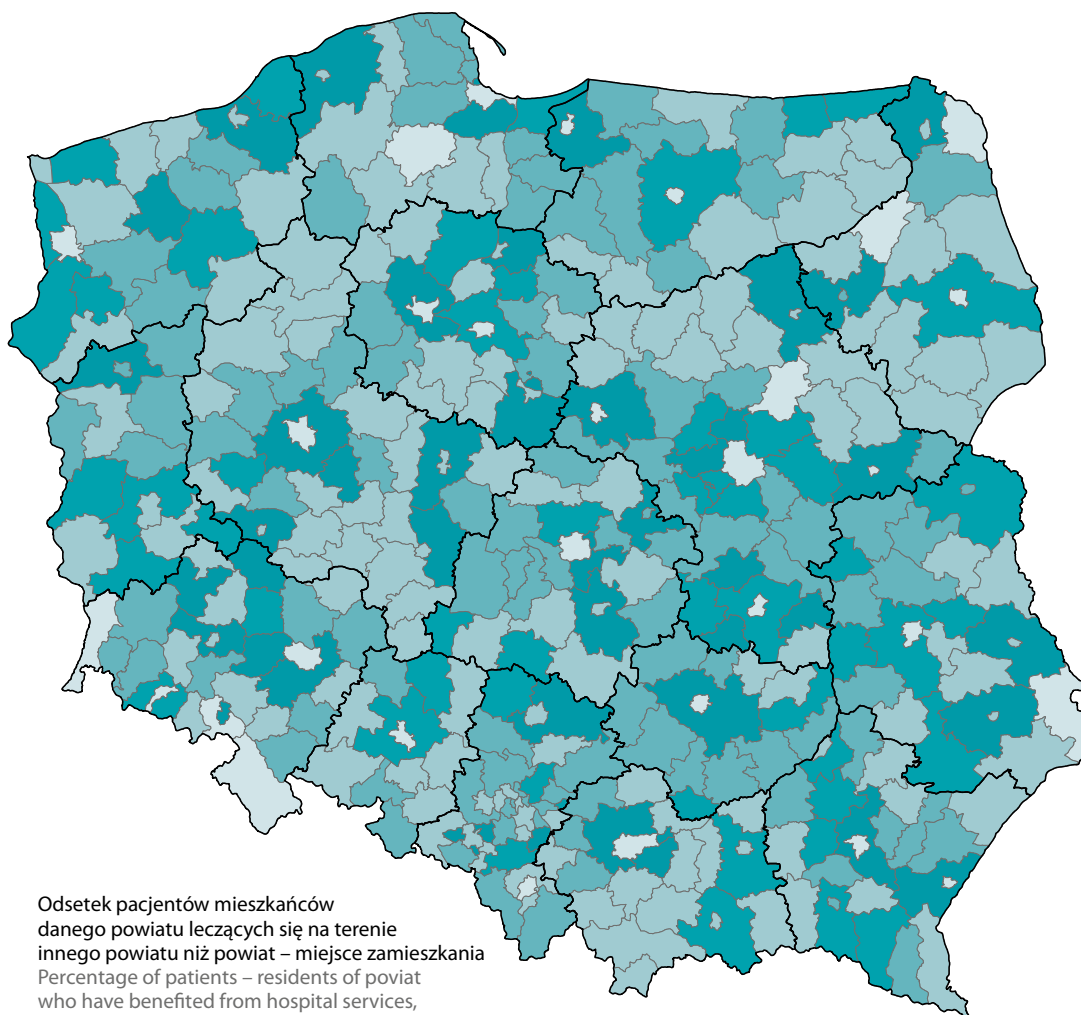 Odsetek pacjentów mieszkańców
danego powiatu leczących się na terenie
innego powiatu niż powiat – miejsce zamieszkania
Percentage of patients – residents of poviat
who have benefited from hospital services,